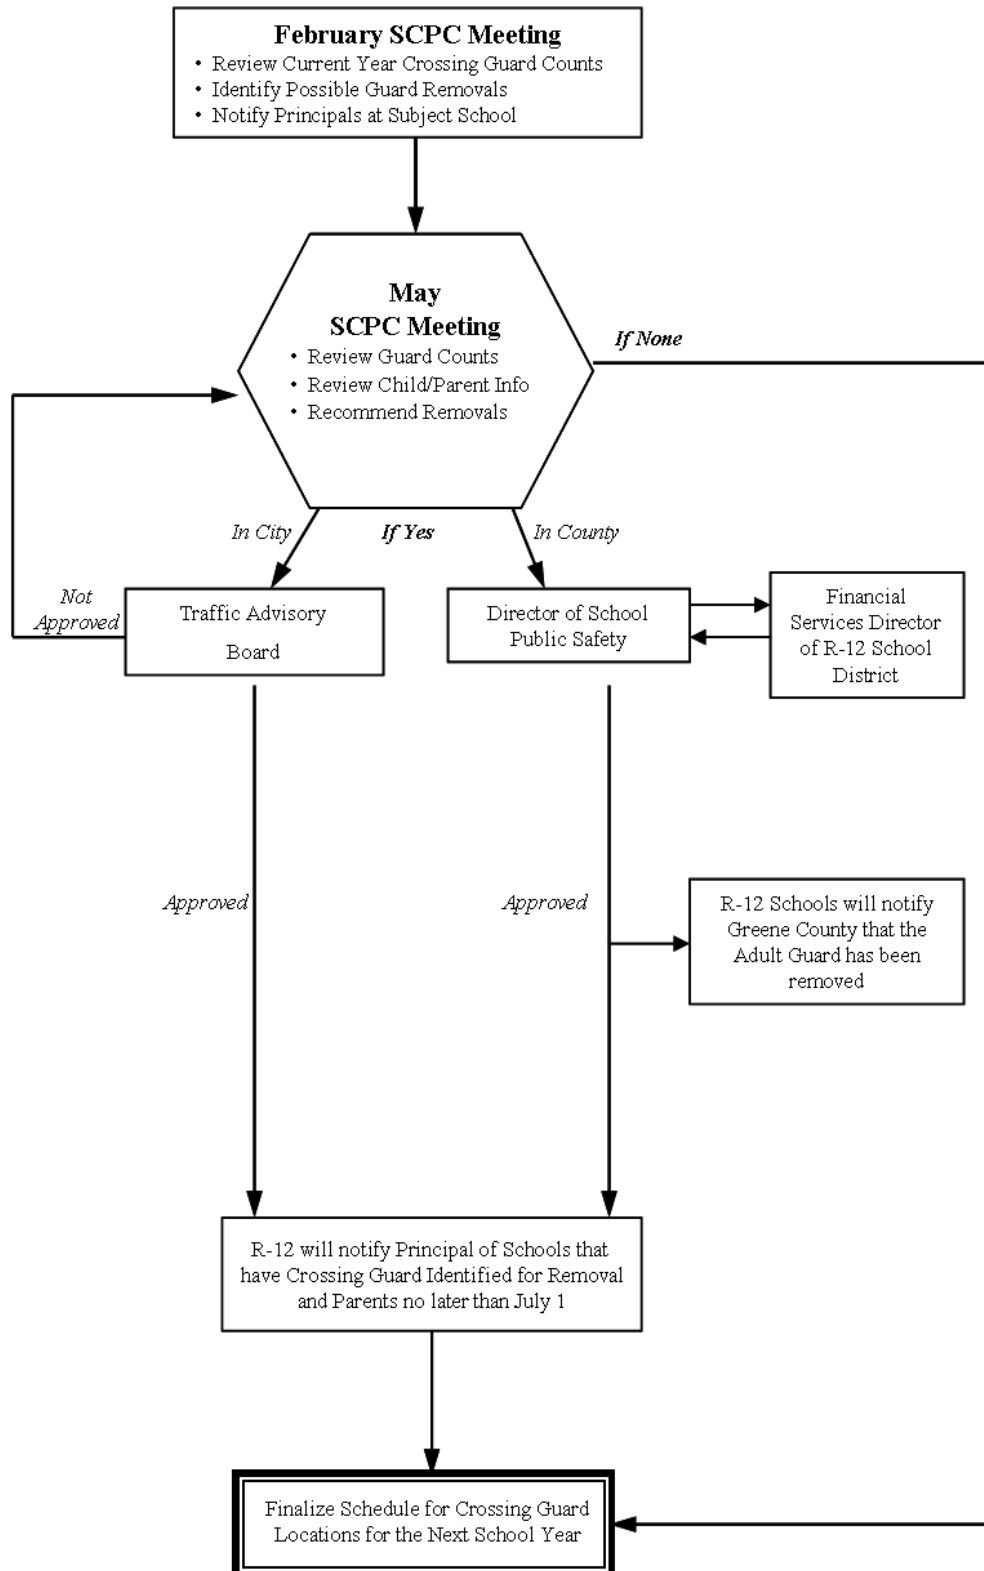 February SCPC Meeting
• Review Current Year Crossing Guard Counts
• Identify Possible Guard Removals
• Notify Principals at Subject School
May
SCPC Meeting
• Review Guard Counts
• Review Child/Parent Info
• Recommend Removals
If None
In City
If Yes
In County
Not
Approved
Traffic Advisory
Board
Director of School
Public Safety
Financial
Services Director
of R-12 School
District
Approved
Approved
R-12 Schools will notify
Greene County that the
Adult Guard has been
removed
R-12 will notify Principal of Schools that
have Crossing Guard Identified for Removal
and Parents no later than July 1
Finalize Schedule for Crossing Guard
Locations for the Next School Year